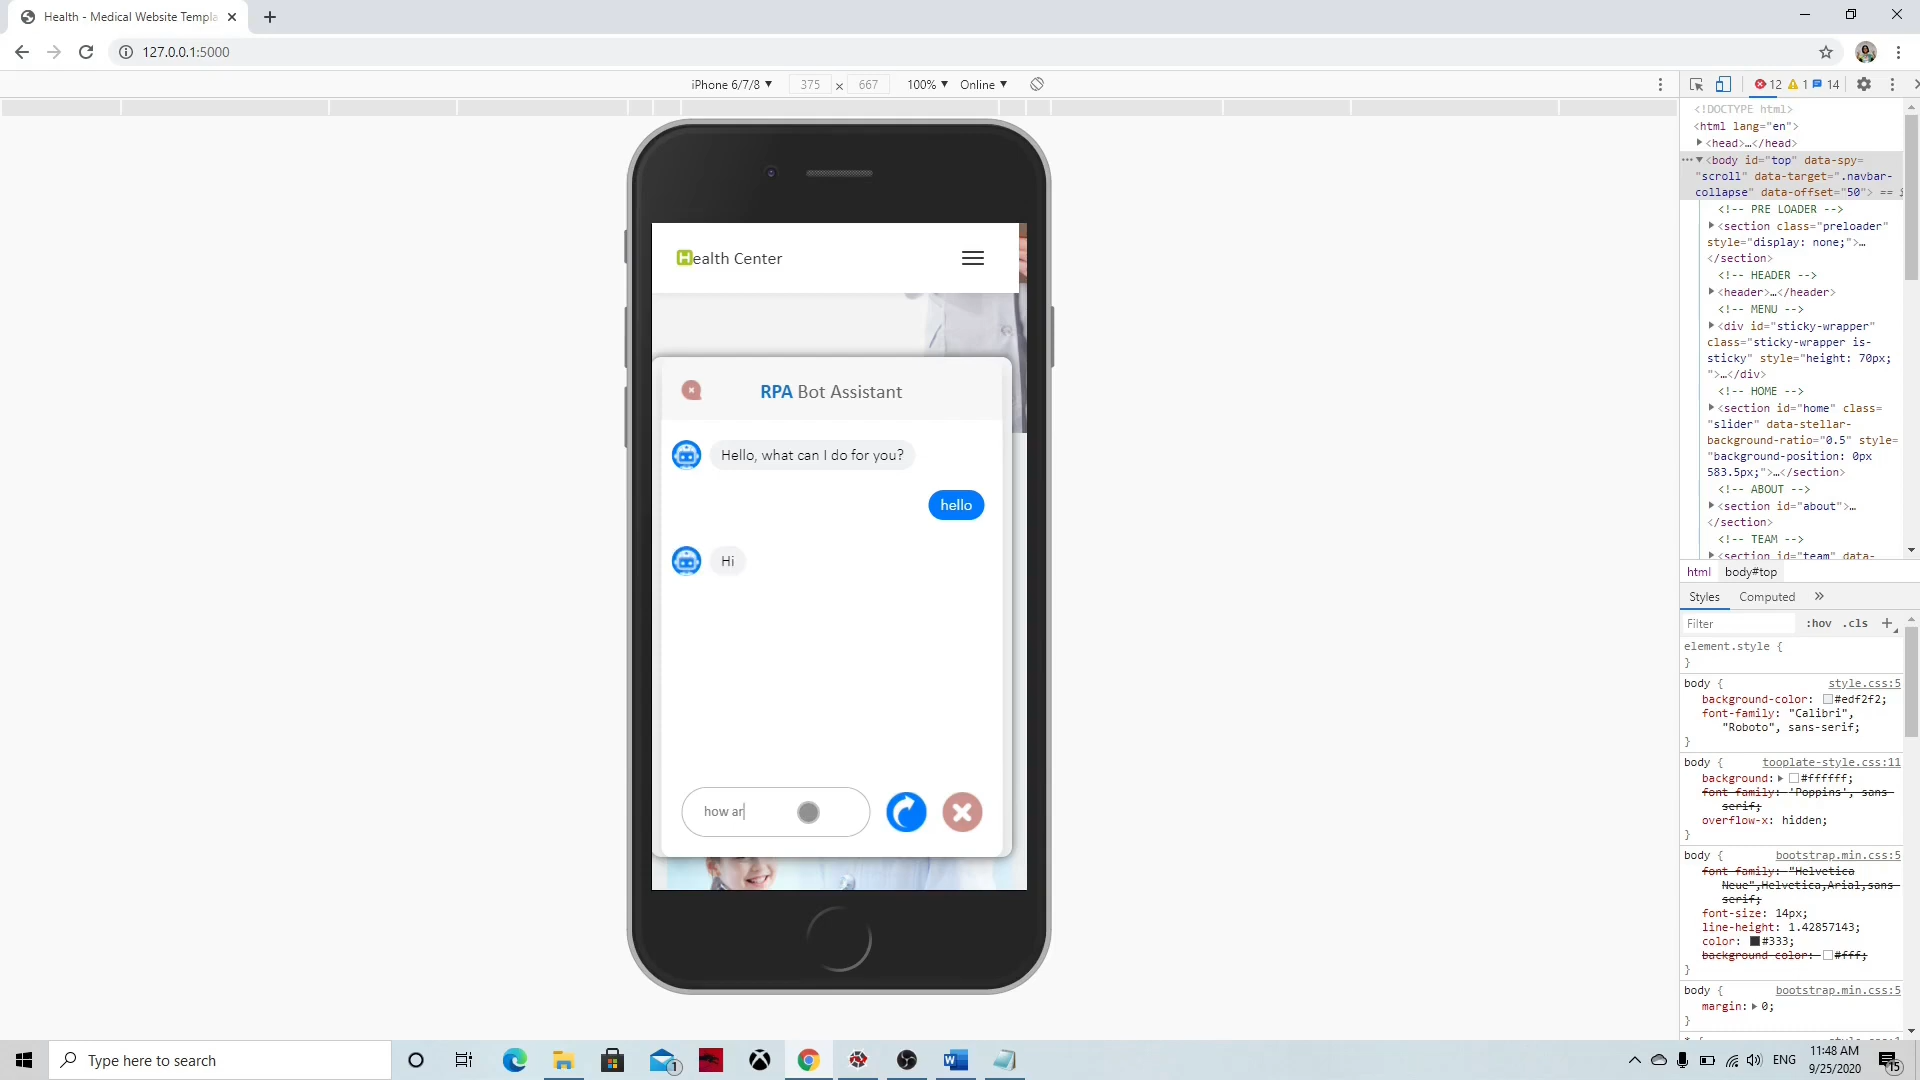 Health - Medical Website Templa
127.0.0.1:5000
iPhone 6/7/8 375 × 667 100% Online
12 1 14
<!DOCTYPE html>
<html lang="en">
<head>…</head>
<body id="top" data-spy=
"scroll" data-target=".navbar-
collapse" data-offset="50"> ==
<!-- PRE LOADER -->
<section class="preloader"
style="display: none;">…
</section>
<!-- HEADER -->
<header>…</header>
<!-- MENU -->
<div id="sticky-wrapper"
class="sticky-wrapper is-
sticky" style="height: 70px;
">…</div>
<!-- HOME -->
<section id="home" class=
"slider" data-stellar-
background-ratio="0.5" style=
"background-position: 0px
583.5px;">…</section>
<!-- ABOUT -->
<section id="about">…
</section>
<!-- TEAM -->
<section id="team" data-
html body#top
Styles Computed »
Filter :hov .cls +
element.style {
}
body { style.css:5
background-color: #edf2f2;
font-family: "Calibri",
"Roboto", sans-serif;
}
body { tooplate-style.css:11
background: #ffffff;
font-family: 'Poppins', sans-
serif;
overflow-x: hidden;
}
body { bootstrap.min.css:5
font-family: "Helvetica
Neue",Helvetica,Arial,sans-
serif;
font-size: 14px;
line-height: 1.42857143;
color: #333;
background-color: #fff;
}
body { bootstrap.min.css:5
margin: 0;
}
Health Center
RPA Bot Assistant
Hello, what can I do for you?
hello
Hi
how ar
Type here to search
1
ENG
11:48 AM
9/25/2020
15